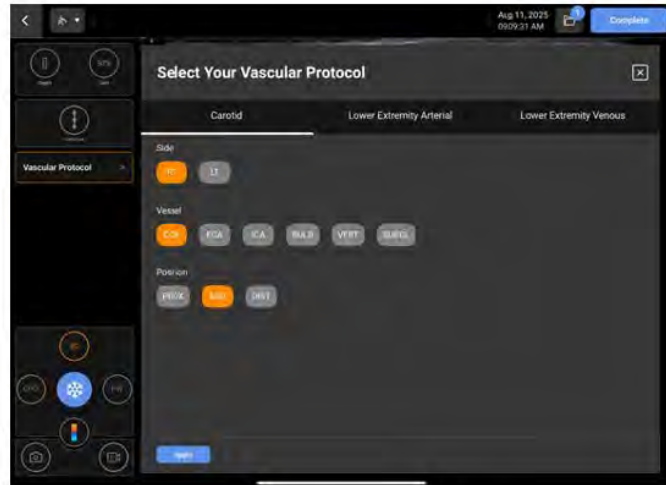 Aug 11, 2025
09:09:31 AM
1
Complete
Select Your Vascular Protocol
Carotid
Lower Extremity Arterial
Lower Extremity Venous
Vascular Protocol >
Side
RT
LT
Vessel
CCA
ECA
ICA
BULB
VERT
SUBCL
Position
PROX
MID
DIST
Apply